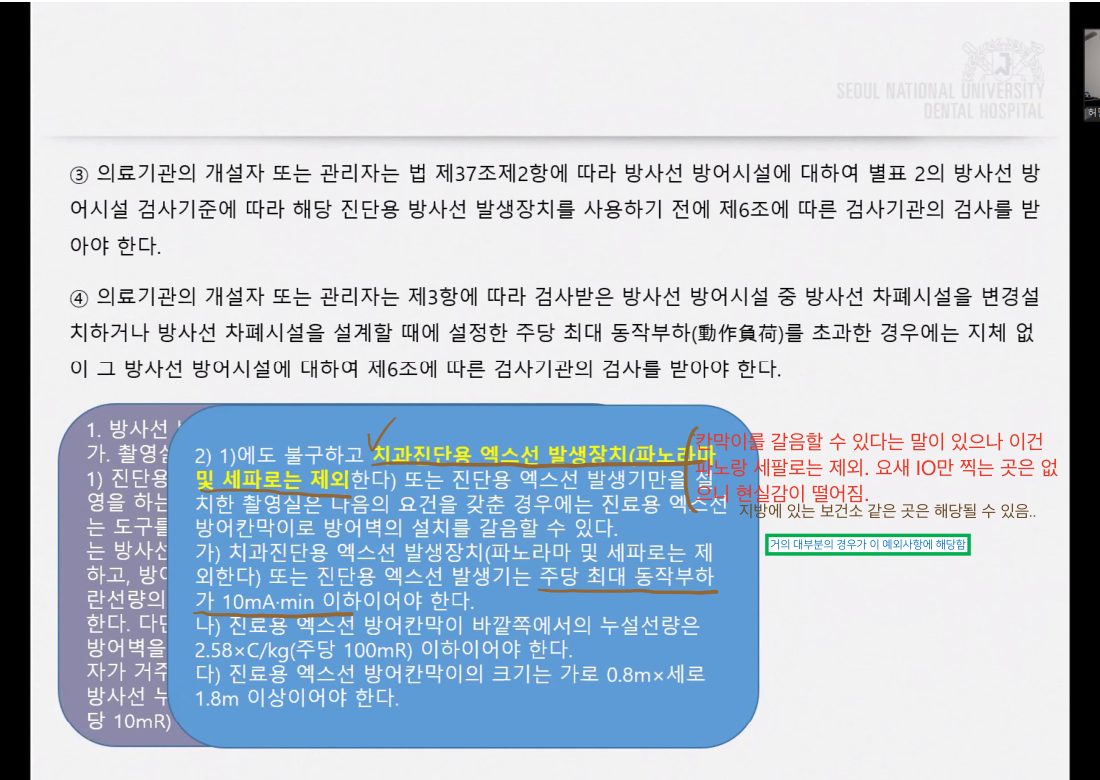 SEOUL NATIONAL UNIVERSITY
DENTAL HOSPITAL
③ 의료기관의 개설자 또는 관리자는 법 제37조제2항에 따라 방사선 방어시설에 대하여 별표 2의 방사선 방
어시설 검사기준에 따라 해당 진단용 방사선 발생장치를 사용하기 전에 제6조에 따른 검사기관의 검사를 받
아야 한다.
④ 의료기관의 개설자 또는 관리자는 제3항에 따라 검사받은 방사선 방어시설 중 방사선 차폐시설을 변경설
치하거나 방사선 차폐시설을 설계할 때에 설정한 주당 최대 동작부하(動作負荷)를 초과한 경우에는 지체 없
이 그 방사선 방어시설에 대하여 제6조에 따른 검사기관의 검사를 받아야 한다.
1. 방사선
가. 촬영실
1) 진단용
영을 하는
는 도구를
는 방사선
하고, 방
란선량의
한다. 다만
방어벽을
자가 거주
방사선 누
당 10mR)
2) 1)에도 불구하고 치과진단용 엑스선 발생장치(파노라마
및 세파로는 제외한다) 또는 진단용 엑스선 발생기만을 설
치한 촬영실은 다음의 요건을 갖춘 경우에는 진료용 엑스선
방어칸막이로 방어벽의 설치를 갈음할 수 있다.
가) 치과진단용 엑스선 발생장치(파노라마 및 세파로는 제
외한다) 또는 진단용 엑스선 발생기는 주당 최대 동작부하
가 10mA·min 이하이어야 한다.
나) 진료용 엑스선 방어칸막이 바깥쪽에서의 누설선량은
2.58×C/kg(주당 100mR) 이하이어야 한다.
다) 진료용 엑스선 방어칸막이의 크기는 가로 0.8m×세로
1.8m 이상이어야 한다.
칸막이를 갈음할 수 있다는 말이 있으나 이건
파노랑 세팔로는 제외. 요새 IO만 찍는 곳은 없
으니 현실감이 떨어짐.
지방에 있는 보건소 같은 곳은 해당될 수 있음..
거의 대부분의 경우가 이 예외사항에 해당함